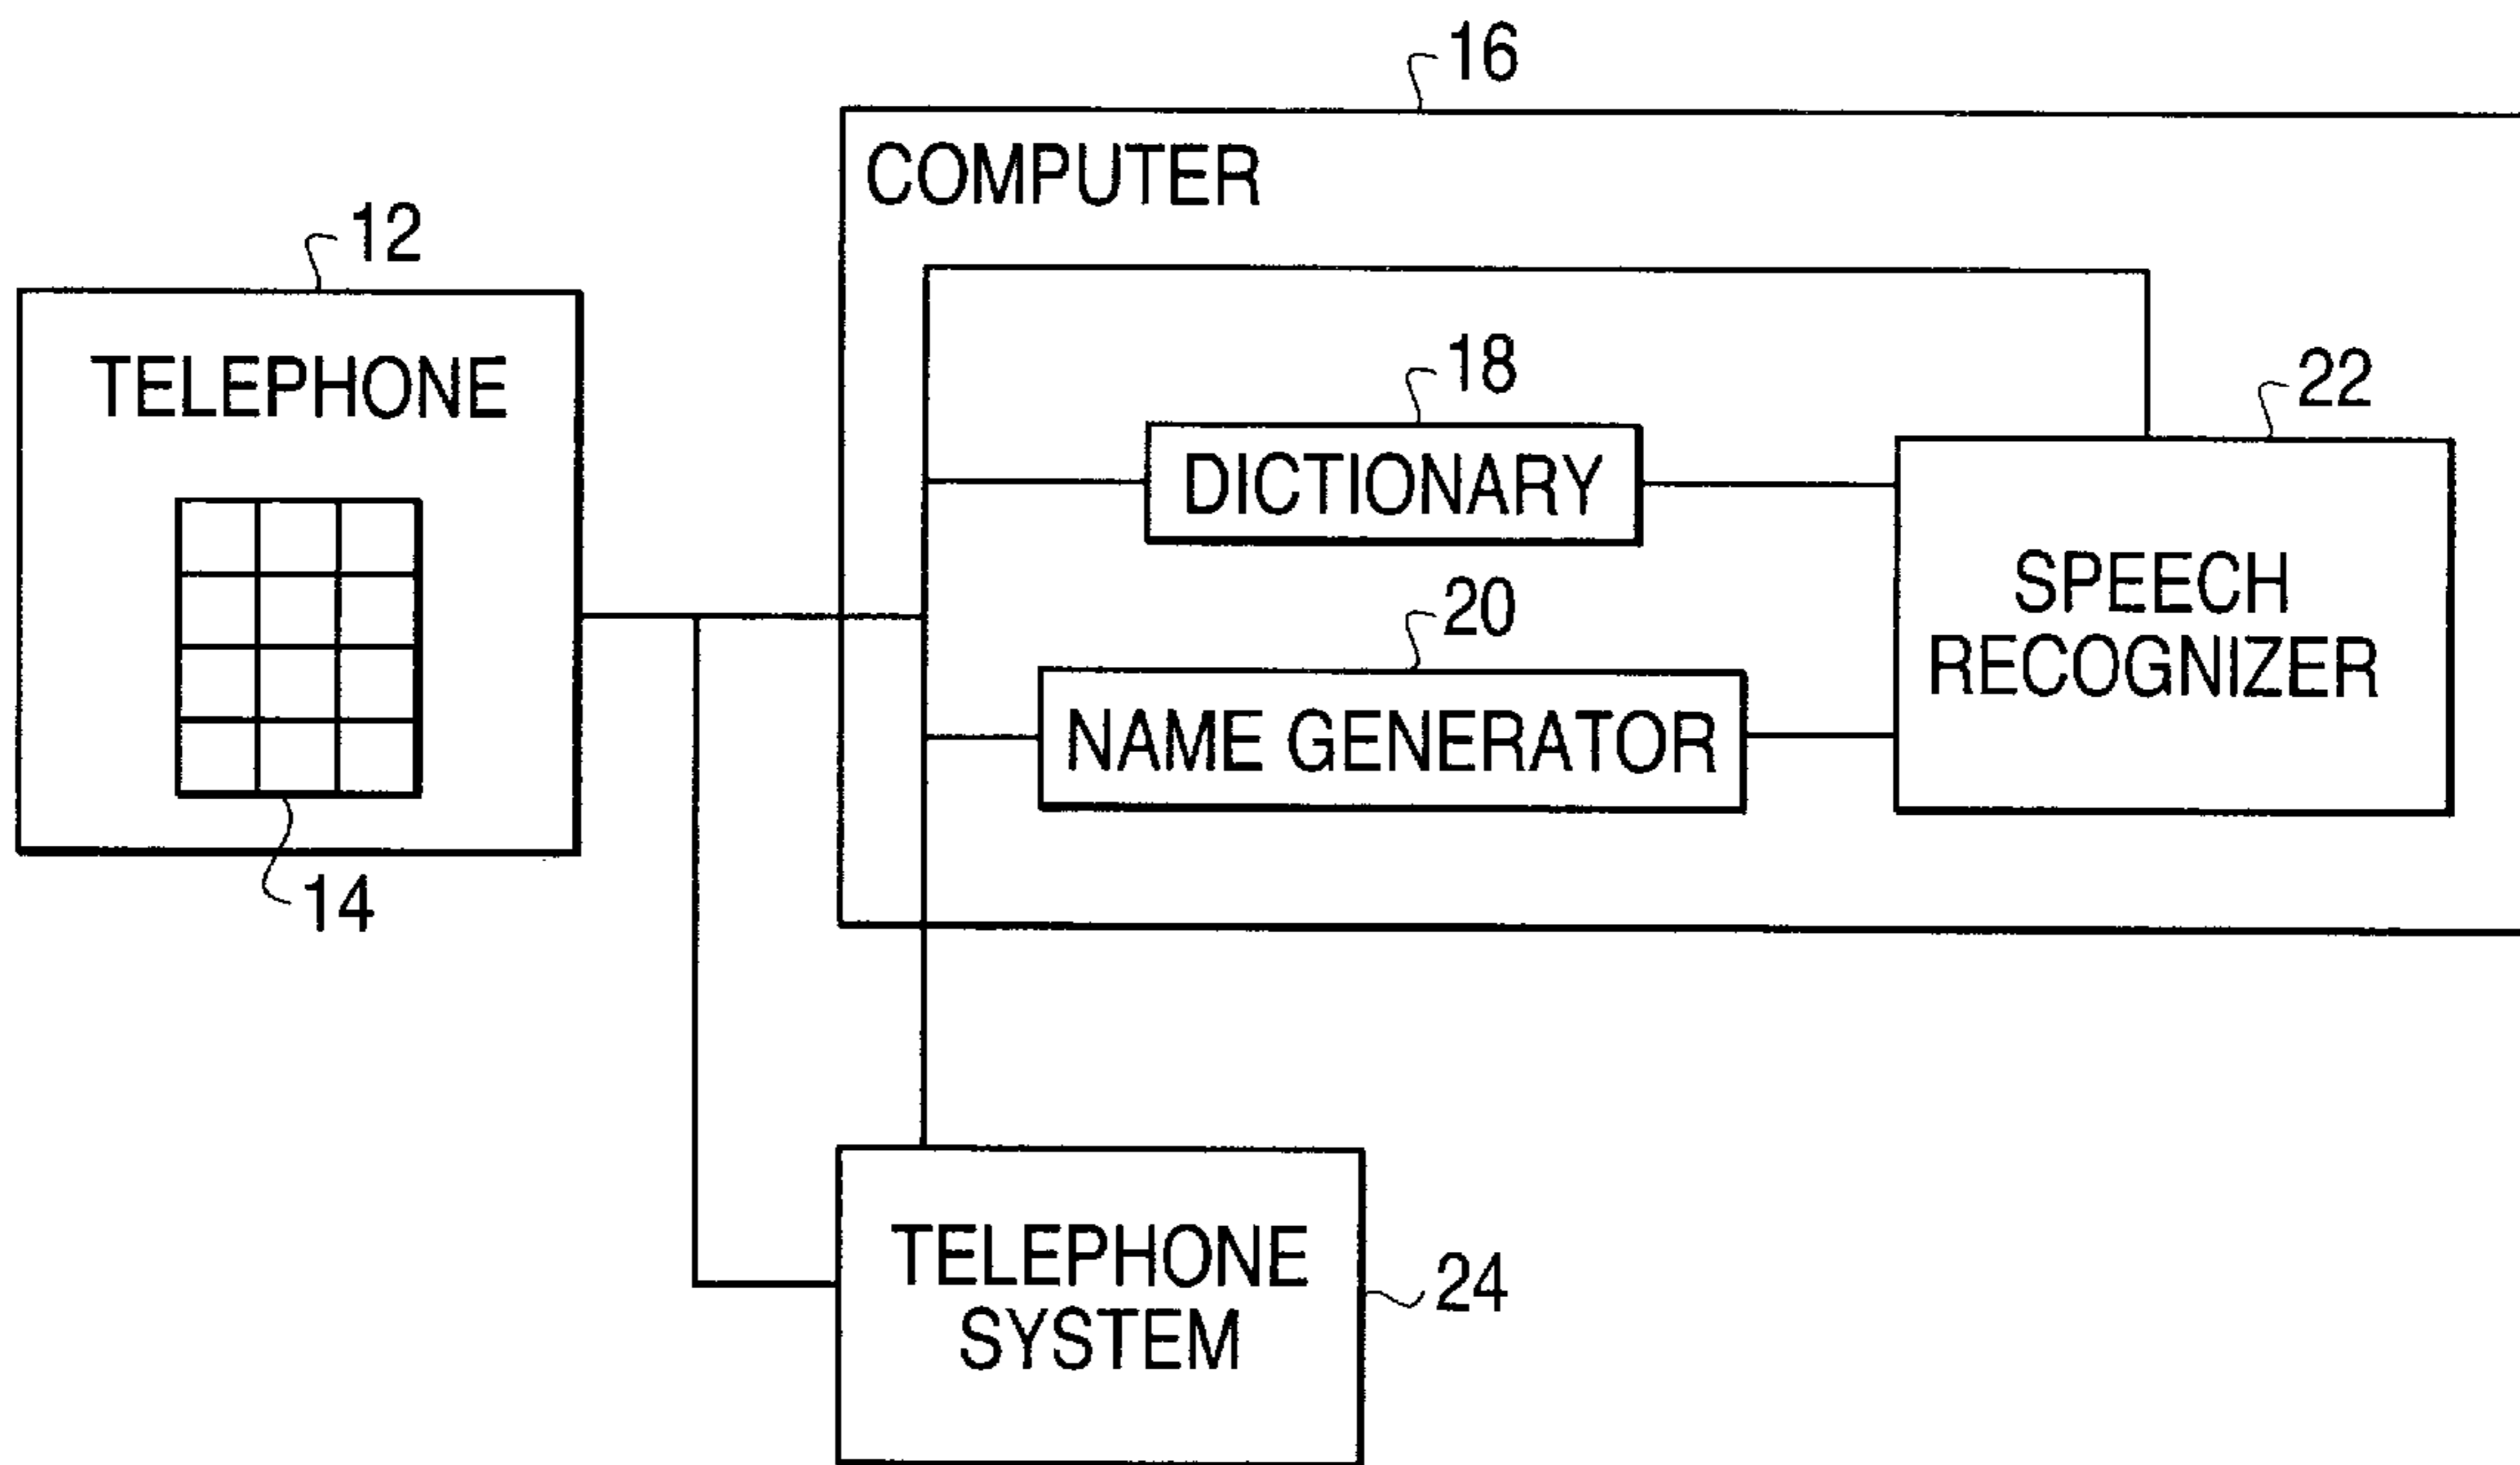 16
COMPUTER
12
TELEPHONE
18
DICTIONARY
22
SPEECH
RECOGNIZER
20
NAME GENERATOR
14
TELEPHONE
SYSTEM
24